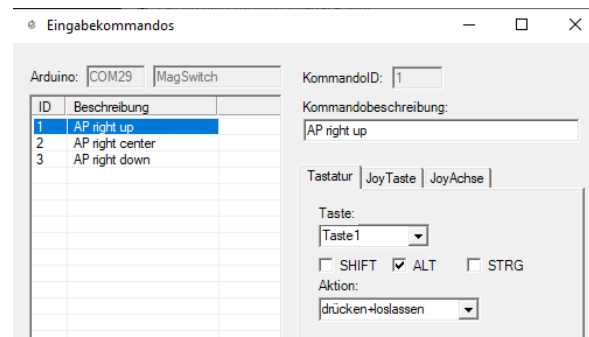 Eingabekommandos
Arduino: COM29 MagSwitch
ID Beschreibung
1 AP right up
2 AP right center
3 AP right down
KommandoID: 1
Kommandobeschreibung:
AP right up
Tastatur JoyTaste JoyAchse
Taste:
Taste1
SHIFT ALT STRG
Aktion:
drücken+loslassen